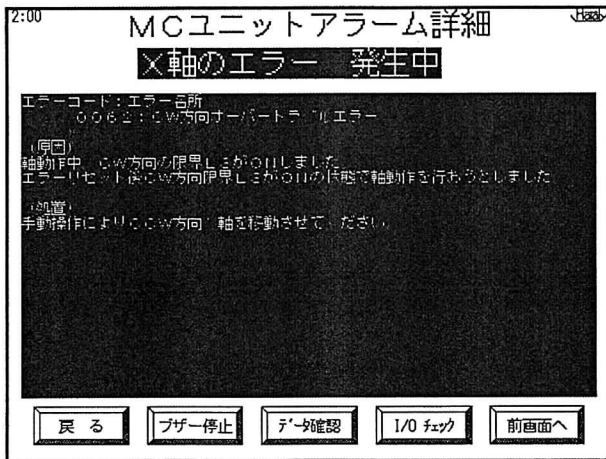 2:00
MCユニットアラーム詳細
X軸のエラー 発生中
エラーコード：エラー名所
0062：CW方向オーバートラブルエラー
（原因）
軸動作中、CW方向の限界LSがONしました
エラーリセット後CW方向限界LSがONの状態で軸動作を行おうとしました
（処置）
手動操作によりCCW方向 軸を移動させて ださい
戻 る
ブザー停止
データ確認
I/O チェック
前画面へ